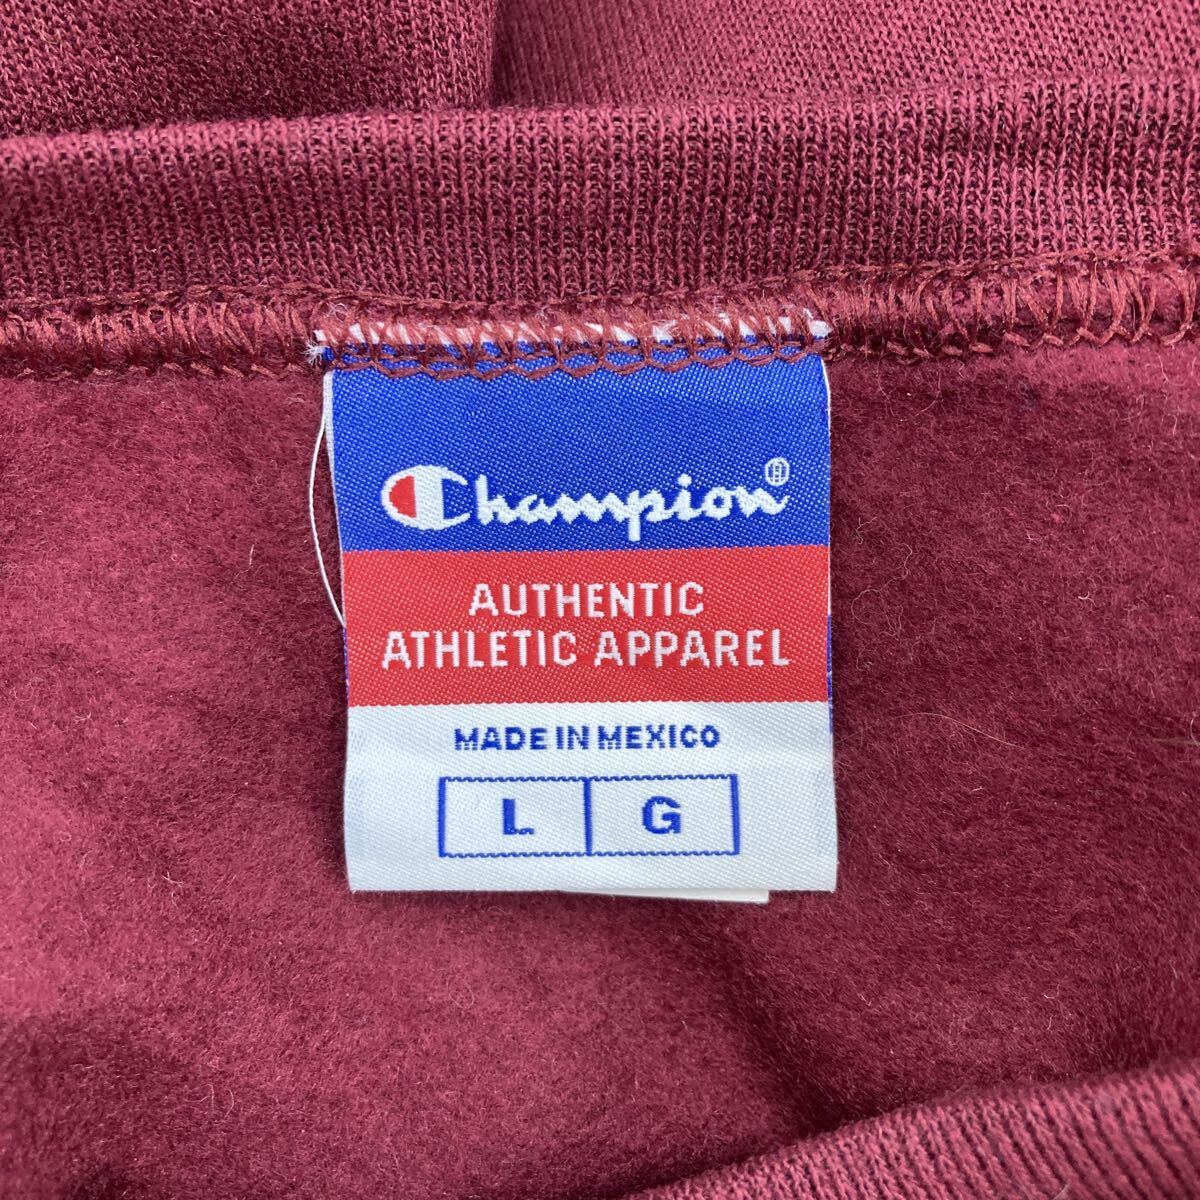 Champion®
AUTHENTIC
ATHLETIC APPAREL
MADE IN MEXICO
L G